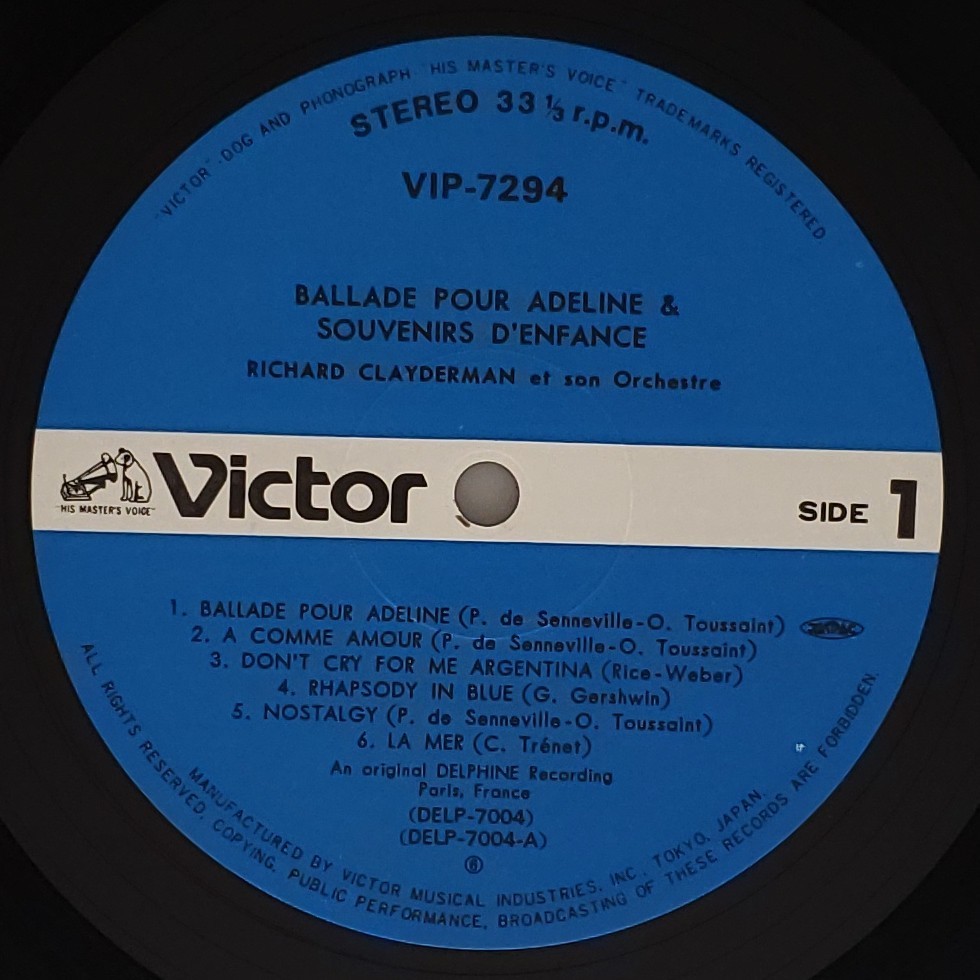 "VICTOR" "DOG AND PHONOGRAPH" "HIS MASTER'S VOICE" TRADEMARKS REGISTERED
STEREO 33 1/3 r.p.m.
VIP-7294
BALLADE POUR ADELINE &
SOUVENIRS D'ENFANCE
RICHARD CLAYDERMAN et son Orchestre
"HIS MASTER'S VOICE"
Victor
SIDE 1
1. BALLADE POUR ADELINE (P. de Senneville-O. Toussaint)
2. A COMME AMOUR (P. de Senneville-O. Toussaint)
3. DON'T CRY FOR ME ARGENTINA (Rice-Weber)
4. RHAPSODY IN BLUE (G. Gershwin)
5. NOSTALGY (P. de Senneville-O. Toussaint)
6. LA MER (C. Trénet)
An original DELPHINE Recording
Paris, France
(DELP-7004)
(DELP-7004-A)
MANUFACTURED BY VICTOR MUSICAL INDUSTRIES, INC., TOKYO, JAPAN.
ALL RIGHTS RESERVED, COPYING, PUBLIC PERFORMANCE, BROADCASTING OF THESE RECORDS ARE FORBIDDEN.